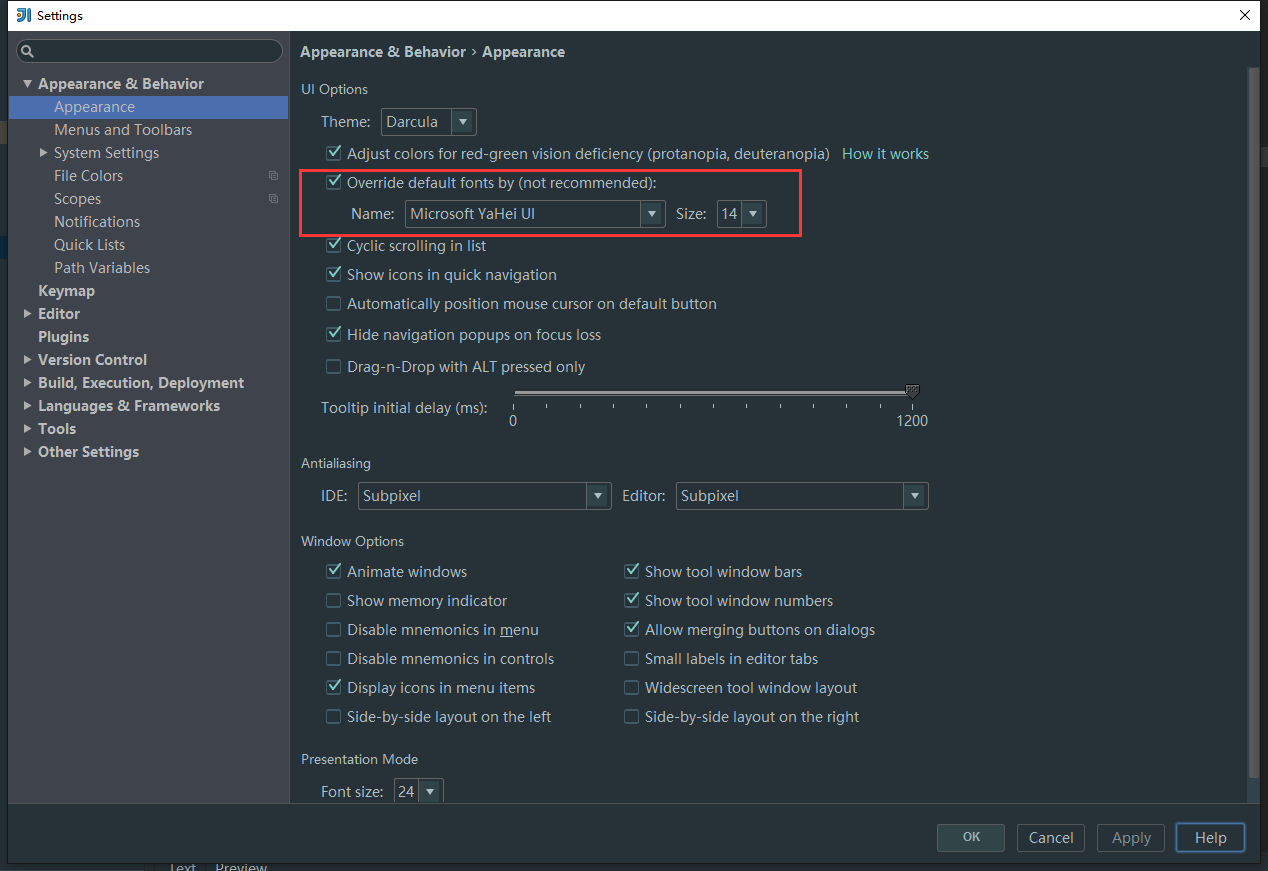 Settings
Appearance & Behavior
Appearance
Menus and Toolbars
System Settings
File Colors
Scopes
Notifications
Quick Lists
Path Variables
Keymap
Editor
Plugins
Version Control
Build, Execution, Deployment
Languages & Frameworks
Tools
Other Settings
Appearance & Behavior › Appearance
UI Options
Theme: Darcula
Adjust colors for red-green vision deficiency (protanopia, deuteranopia) How it works
Override default fonts by (not recommended):
Name: Microsoft YaHei UI Size: 14
Cyclic scrolling in list
Show icons in quick navigation
Automatically position mouse cursor on default button
Hide navigation popups on focus loss
Drag-n-Drop with ALT pressed only
Tooltip initial delay (ms):
0 1200
Antialiasing
IDE: Subpixel Editor: Subpixel
Window Options
Animate windows Show tool window bars
Show memory indicator Show tool window numbers
Disable mnemonics in menu Allow merging buttons on dialogs
Disable mnemonics in controls Small labels in editor tabs
Display icons in menu items Widescreen tool window layout
Side-by-side layout on the left Side-by-side layout on the right
Presentation Mode
Font size: 24
OK Cancel Apply Help
Text Preview